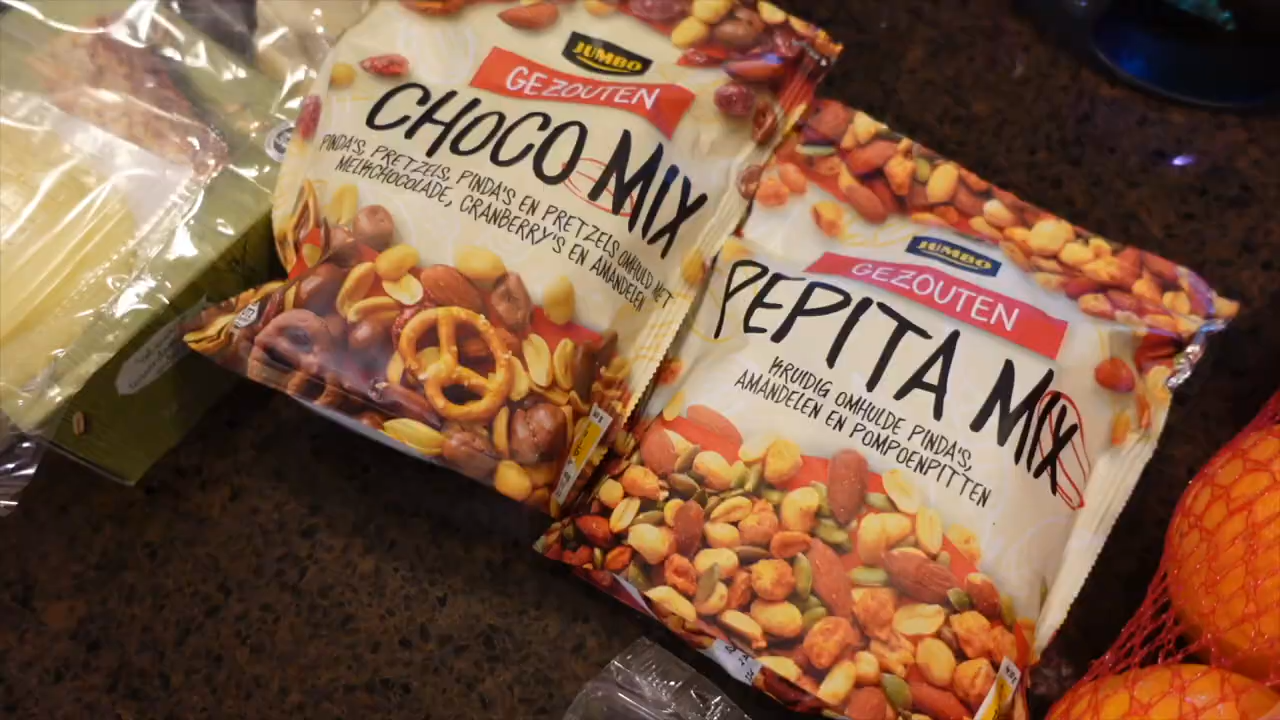 JUMBO
GEZOUTEN
CHOCO MIX
PINDA'S, PRETZELS, PINDA'S EN PRETZELS OMHULD MET
MELKCHOCOLADE, CRANBERRY'S EN AMANDELEN
JUMBO
GEZOUTEN
PEPITA MIX
KRUIDIG OMHULDE PINDA'S,
AMANDELEN EN POMPOENPITTEN